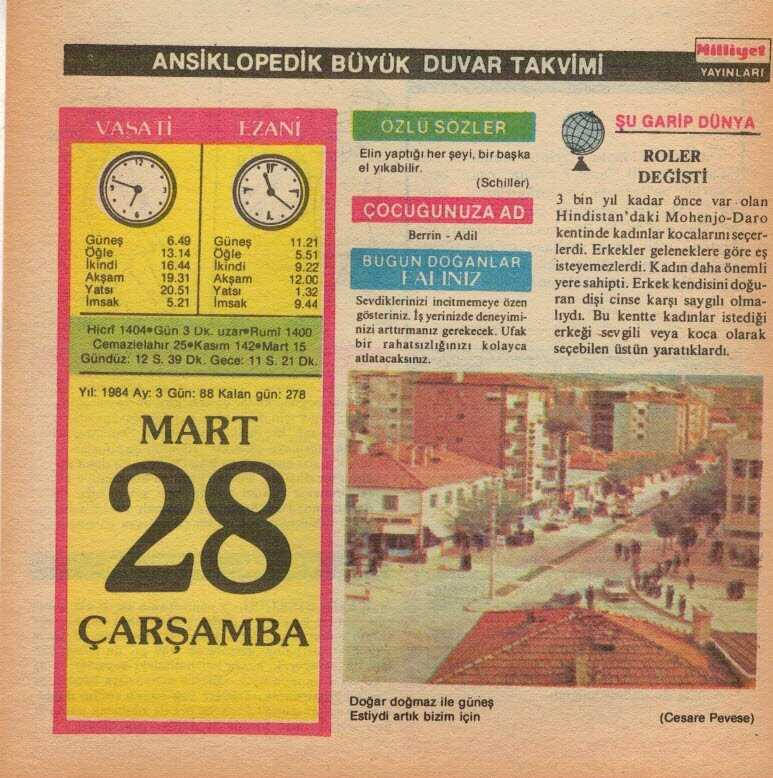 Milliyet
YAYINLARI
ANSİKLOPEDİK BÜYÜK DUVAR TAKVİMİ
VASATİ
Güneş 6.49
Öğle 13.14
İkindi 16.44
Akşam 19.31
Yatsı 20.51
İmsak 5.21
EZANİ
Güneş 11.21
Öğle 5.51
İkindi 9.22
Akşam 12.00
Yatsı 1.32
İmsak 9.44
Hicrî 1404•Gün 3 Dk. uzar•Rumî 1400
Cemazielahir 25•Kasım 142•Mart 15
Gündüz: 12 S. 39 Dk. Gece: 11 S. 21 Dk.
Yıl: 1984 Ay: 3 Gün: 88 Kalan gün: 278
MART
28
ÇARŞAMBA
ÖZLÜ SÖZLER
Elin yaptığı her şeyi, bir başka
el yıkabilir.
(Schiller)
ÇOCUĞUNUZA AD
Berrin - Adil
BUGÜN DOĞANLAR
FALINIZ
Sevdiklerinizi incitmemeye özen
gösteriniz. İş yerinizde deneyimi-
nizi arttırmanız gerekecek. Ufak
bir rahatsızlığınızı kolayca
atlatacaksınız.
ŞU GARİP DÜNYA
ROLER
DEĞİSTİ
3 bin yıl kadar önce var olan
Hindistan'daki Mohenjo-Daro
kentinde kadınlar kocalarını seçer-
lerdi. Erkekler geleneklere göre eş
isteyemezlerdi. Kadın daha önemli
yere sahipti. Erkek kendisini doğu-
ran dişi cinse karşı saygılı olma-
lıydı. Bu kentte kadınlar istediği
erkeği sevgili veya koca olarak
seçebilen üstün yaratıklardı.
Doğar doğmaz ile güneş
Estiydi artık bizim için
(Cesare Pevese)